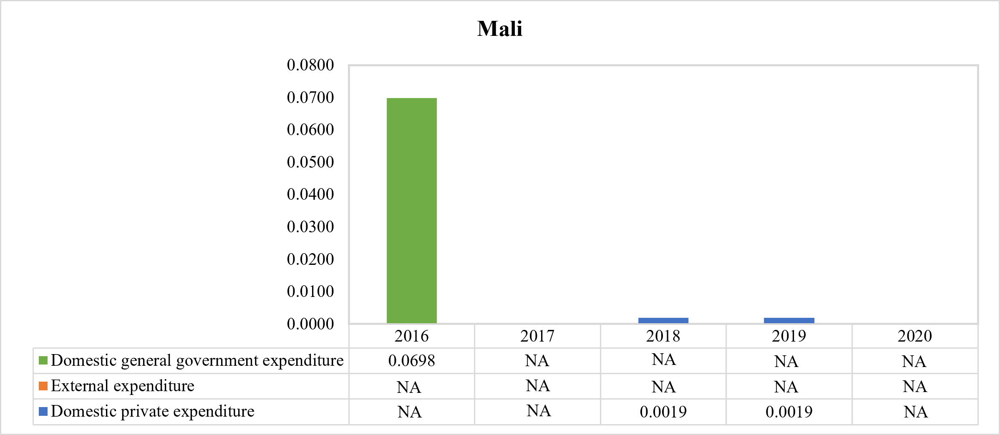 Mali
0.0800
0.0700
0.0600
0.0500
0.0400
0.0300
0.0200
0.0100
0.0000
2016 2017 2018 2019 2020
Domestic general government expenditure 0.0698 NA NA NA NA
External expenditure NA NA NA NA NA
Domestic private expenditure NA NA 0.0019 0.0019 NA